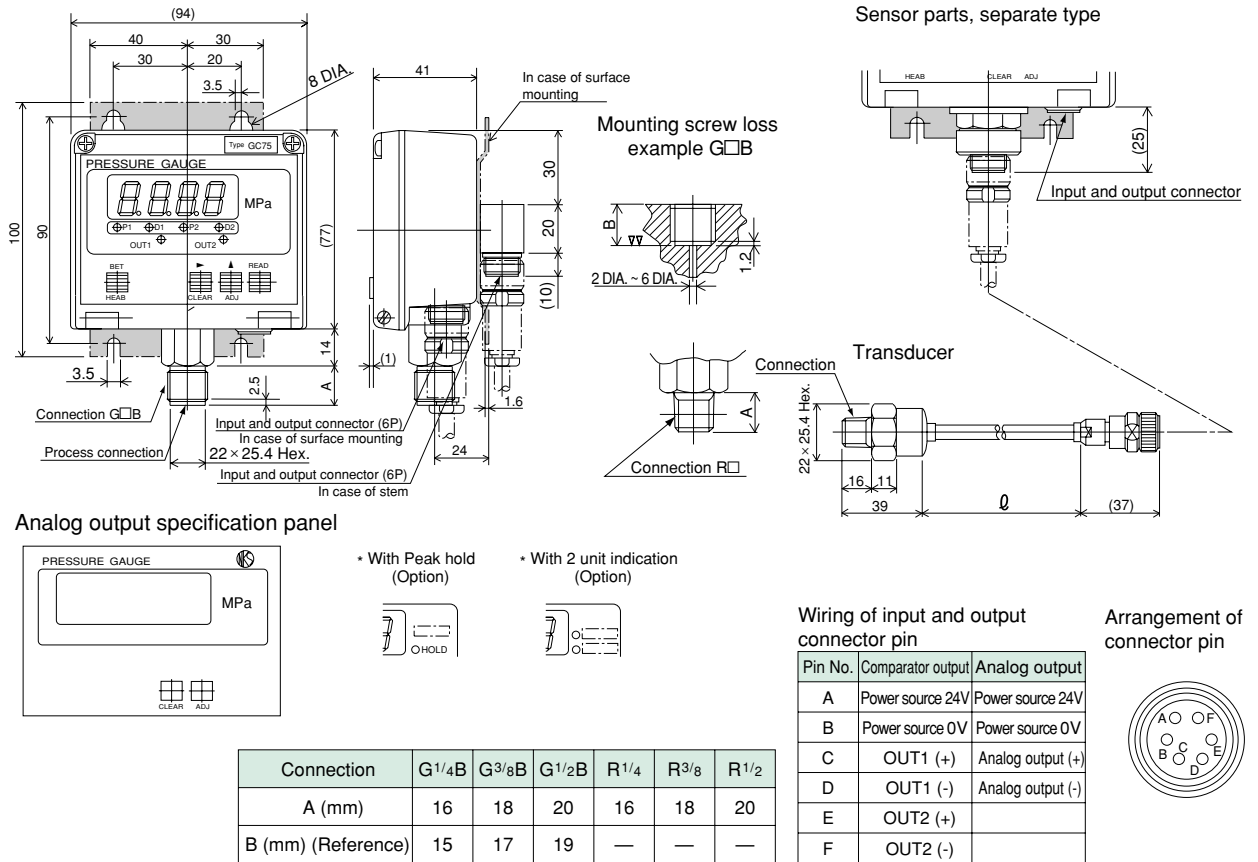 (94)
40
30
30
20
3.5
8 DIA.
100
90
Type GC75
PRESSURE GAUGE
8.8.8.8
MPa
P1
D1
P2
D2
OUT1
OUT2
BET
HEAB
CLEAR
ADJ
READ
(77)
14
A
2.5
3.5
Connection G□B
Process connection
22×25.4 Hex.
Input and output connector (6P)
In case of surface mounting
Input and output connector (6P)
In case of stem
41
In case of surface
mounting
30
20
(10)
(1)
1.6
24
Mounting screw loss
example G□B
B
1.2
2 DIA. ~ 6 DIA.
A
Connection R□
Sensor parts, separate type
HEAB
CLEAR
ADJ
(25)
Input and output connector
Transducer
Connection
22×25.4 Hex.
16
11
39
ℓ
(37)
Analog output specification panel
PRESSURE GAUGE
MPa
CLEAR
ADJ
* With Peak hold
(Option)
HOLD
* With 2 unit indication
(Option)
Connection G1/4B G3/8B G1/2B R1/4 R3/8 R1/2
A (mm) 16 18 20 16 18 20
B (mm) (Reference) 15 17 19 — — —
Wiring of input and output
connector pin
Pin No. Comparator output Analog output
A Power source 24V Power source 24V
B Power source 0V Power source 0V
C OUT1 (+) Analog output (+)
D OUT1 (-) Analog output (-)
E OUT2 (+)
F OUT2 (-)
Arrangement of
connector pin
A
F
B
C
D
E